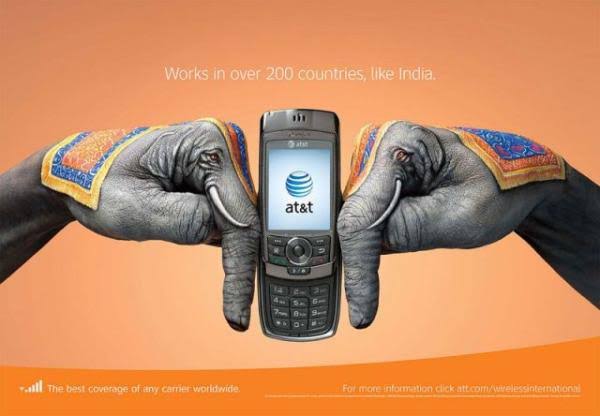 Works in over 200 countries, like India.
at&t
at&t
The best coverage of any carrier worldwide.
For more information click att.com/wirelessinternational